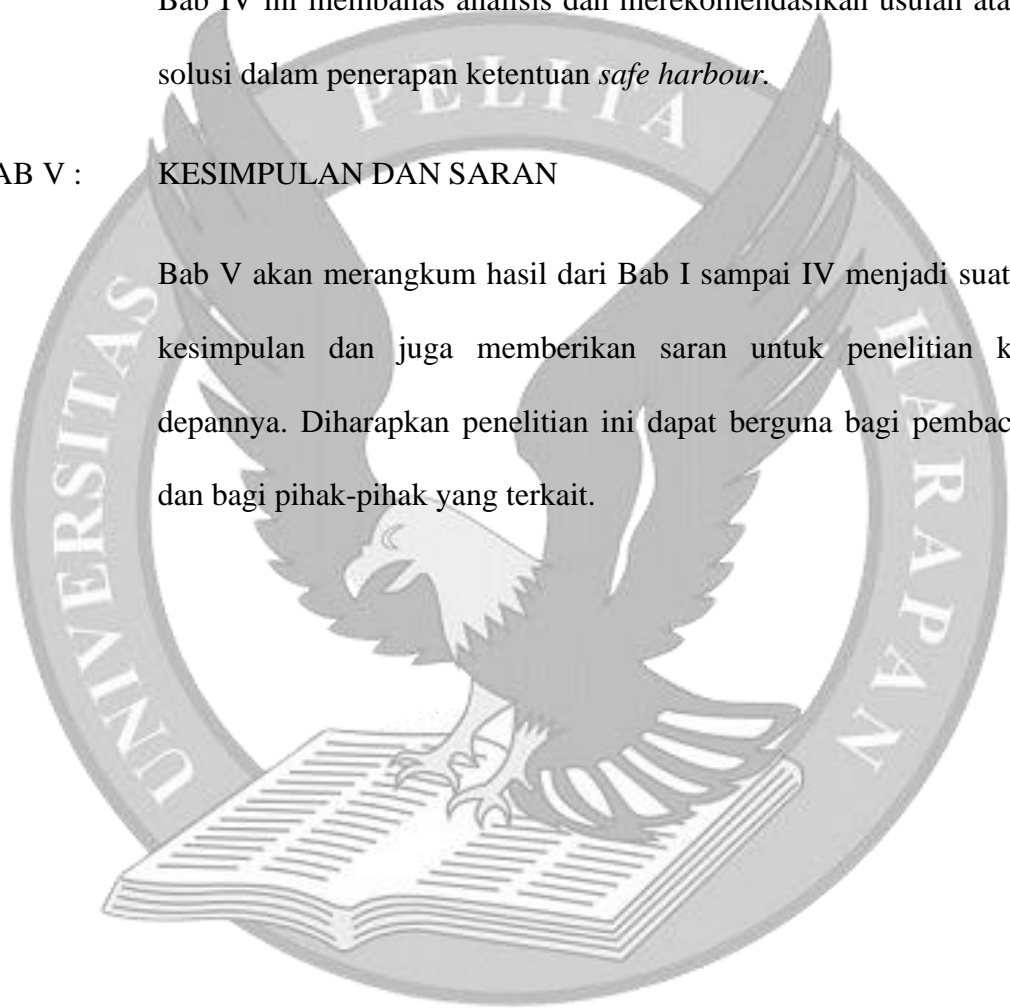 Bab IV ini membahas analisis dan merekomendasikan usulan ata
solusi dalam penerapan ketentuan safe harbour.
AB V : KESIMPULAN DAN SARAN
Bab V akan merangkum hasil dari Bab I sampai IV menjadi suat
kesimpulan dan juga memberikan saran untuk penelitian k
depannya. Diharapkan penelitian ini dapat berguna bagi pembac
dan bagi pihak-pihak yang terkait.
UNIVERSITAS PELITA HARAPAN